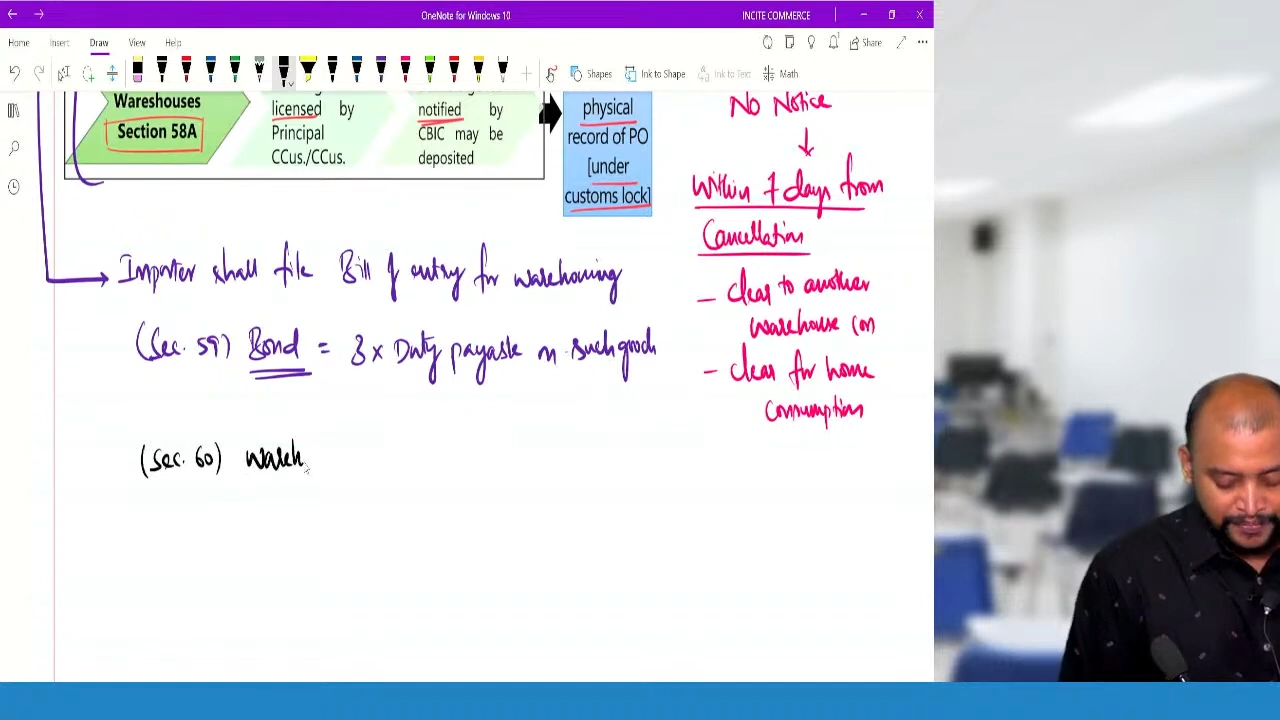 OneNote for Windows 10
INCITE COMMERCE
Home Insert Draw View Help
Share
Shapes
Ink to Shape
Ink to Text
Math
Warehouses
Section 58A
licensed by
Principal
CCus./CCus.
notified by
CBIC may be
deposited
physical
record of PO
[under
customs lock]
No Notice
Within 7 days from
Cancellation
- clear to another
warehouse (or)
- clear for home
consumption
Importer shall file Bill of entry for warehousing
(Sec. 59) Bond = 3 x Duty payable on such goods
(Sec. 60) wareh